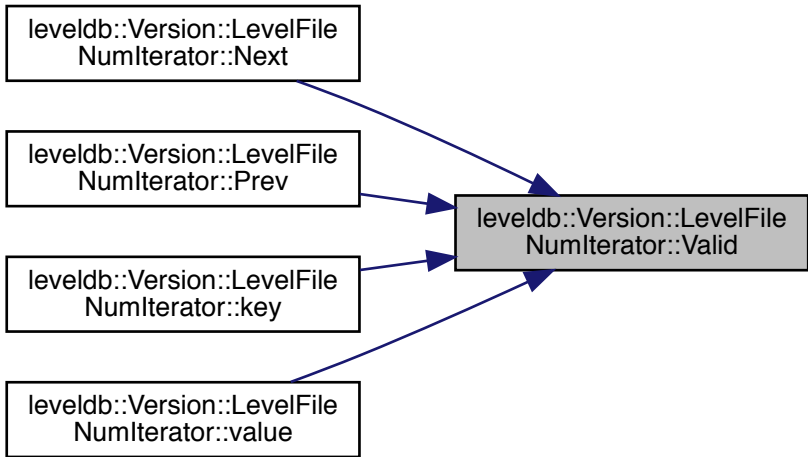 leveldb::Version::LevelFile
NumIterator::Next
leveldb::Version::LevelFile
NumIterator::Prev
leveldb::Version::LevelFile
NumIterator::Valid
leveldb::Version::LevelFile
NumIterator::key
leveldb::Version::LevelFile
NumIterator::value